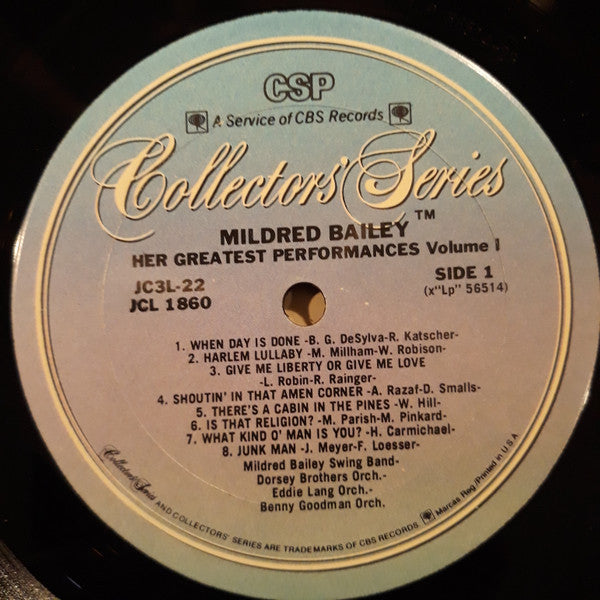 CSP
A Service of CBS Records
Collectors' Series
TM
MILDRED BAILEY
HER GREATEST PERFORMANCES Volume I
JC3L-22
SIDE 1
JCL 1860
(x"Lp" 56514)
1. WHEN DAY IS DONE -B. G. DeSylva-R. Katscher-
2. HARLEM LULLABY -M. Millham-W. Robison-
3. GIVE ME LIBERTY OR GIVE ME LOVE
-L. Robin-R. Rainger-
4. SHOUTIN' IN THAT AMEN CORNER -A. Razaf-D. Smalls-
5. THERE'S A CABIN IN THE PINES -W. Hill-
6. IS THAT RELIGION? -M. Parish-M. Pinkard-
7. WHAT KIND O' MAN IS YOU? -H. Carmichael-
8. JUNK MAN -J. Meyer-F. Loesser-
Mildred Bailey Swing Band-
Dorsey Brothers Orch.-
Eddie Lang Orch.-
Benny Goodman Orch.
Collectors' Series AND COLLECTORS' SERIES ARE TRADEMARKS OF CBS RECORDS Marcas Reg./Printed in U.S.A.